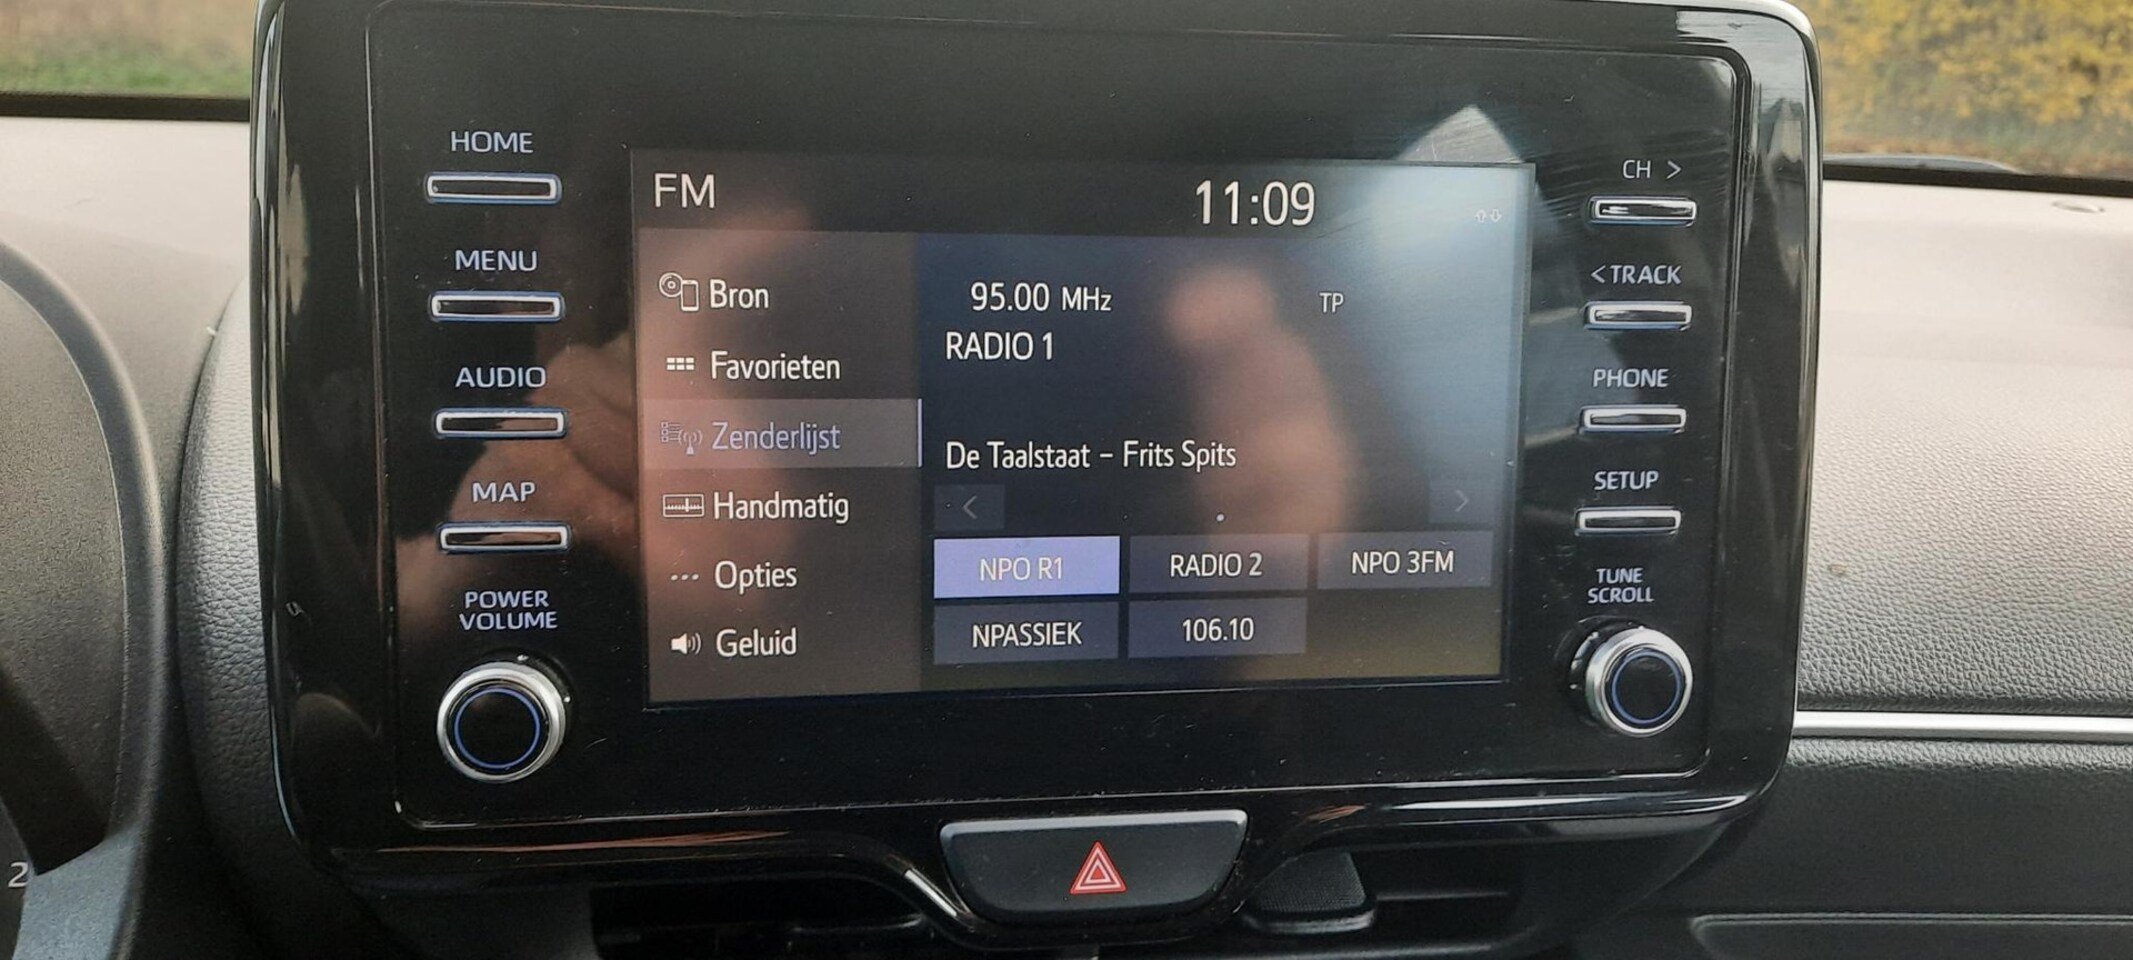 HOME
MENU
AUDIO
MAP
POWER
VOLUME
FM
11:09
Bron
Favorieten
Zenderlijst
Handmatig
Opties
Geluid
95.00 MHz
TP
RADIO 1
De Taalstaat - Frits Spits
<
>
NPO R1
RADIO 2
NPO 3FM
NPASSIEK
106.10
CH >
< TRACK
PHONE
SETUP
TUNE
SCROLL
2